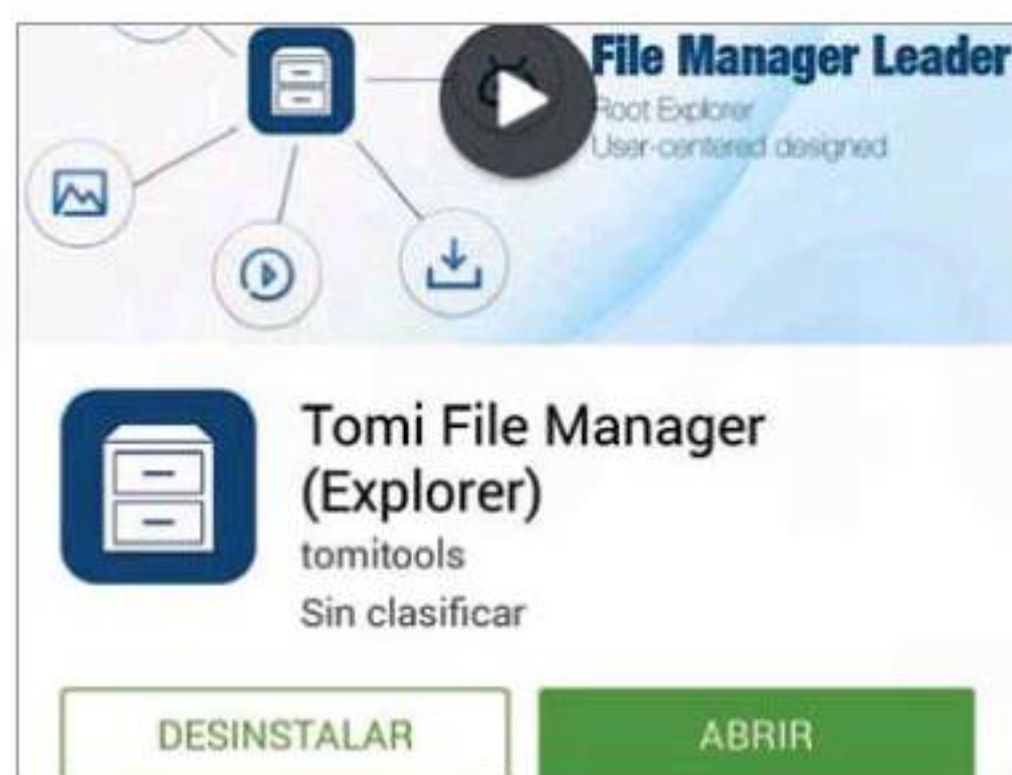 File Manager Leader
Root Explorer
User-centered designed
Tomi File Manager
(Explorer)
tomitools
Sin clasificar
DESINSTALAR
ABRIR